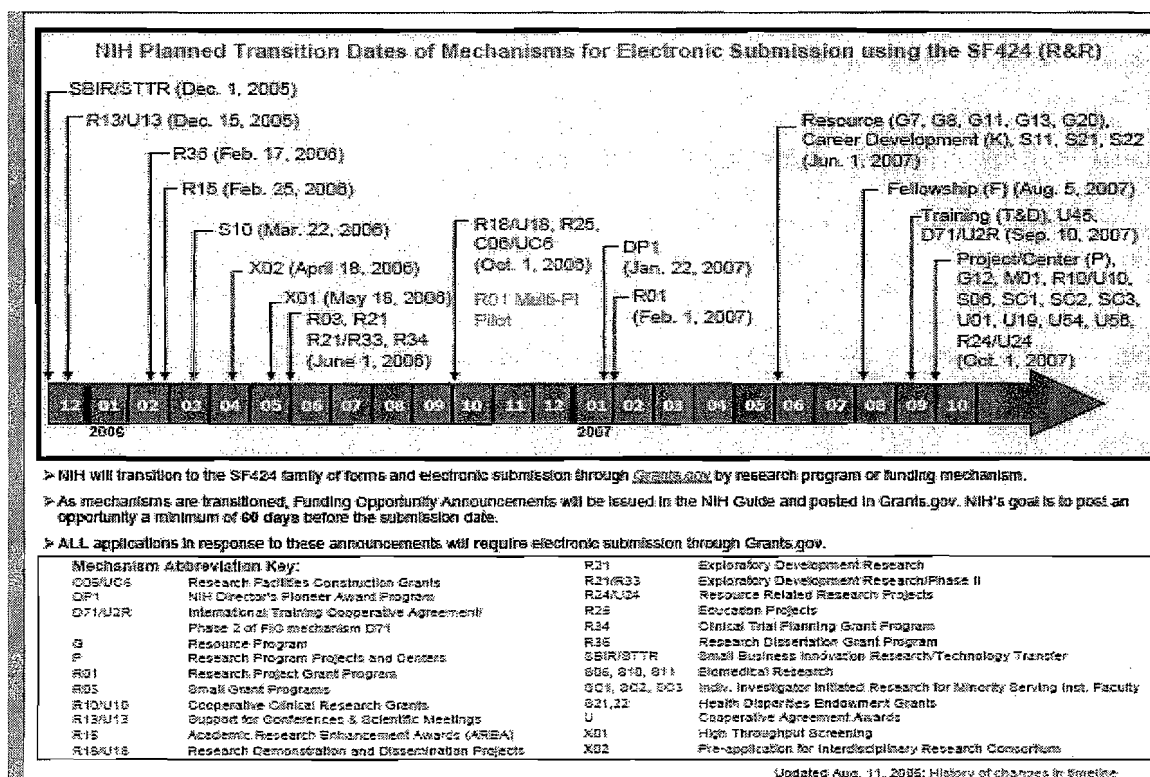 NIH Planned Transition Dates of Mechanisms for Electronic Submission using the SF424 (R&R)
SBIR/STTR (Dec. 1, 2005)
R13/U13 (Dec. 15, 2005)
R36 (Feb. 17, 2006)
R15 (Feb. 25, 2006)
S10 (Mar. 22, 2006)
X02 (April 18, 2006)
X01 (May 18, 2006)
R03, R21
R21/R33, R34
(June 1, 2006)
R18/U18, R25,
C06/UC6
(Oct. 1, 2006)
R01 Multi-PI
Pilot
DP1
(Jan. 22, 2007)
R01
(Feb. 1, 2007)
Resource (G7, G8, G11, G13, G20),
Career Development (K), S11, S21, S22
(Jun. 1, 2007)
Fellowship (F) (Aug. 5, 2007)
Training (T&D), U45,
D71/U2R (Sep. 10, 2007)
Project/Center (P),
G12, M01, R10/U10,
S06, SC1, SC2, SC3,
U01, U19, U54, U56,
R24/U24
(Oct. 1, 2007)
12 01 02 03 04 05 06 07 08 09 10 11 12 01 02 03 04 05 06 07 08 09 10
2006 2007
➢ NIH will transition to the SF424 family of forms and electronic submission through Grants.gov by research program or funding mechanism.
➢ As mechanisms are transitioned, Funding Opportunity Announcements will be issued in the NIH Guide and posted in Grants.gov. NIH's goal is to post an
opportunity a minimum of 60 days before the submission date.
➢ ALL applications in response to these announcements will require electronic submission through Grants.gov.
Mechanism Abbreviation Key:
C06/UC6 Research Facilities Construction Grants
DP1 NIH Director's Pioneer Award Program
D71/U2R International Training Cooperative Agreement/
Phase 2 of FIC mechanism D71
G Resource Program
P Research Program Projects and Centers
R01 Research Project Grant Program
R03 Small Grant Programs
R10/U10 Cooperative Clinical Research Grants
R13/U13 Support for Conferences & Scientific Meetings
R15 Academic Research Enhancement Awards (AREA)
R18/U18 Research Demonstration and Dissemination Projects
R21 Exploratory Development Research
R21/R33 Exploratory Development Research/Phase II
R24/U24 Resource Related Research Projects
R25 Education Projects
R34 Clinical Trial Planning Grant Program
R36 Research Dissertation Grant Program
SBIR/STTR Small Business Innovation Research/Technology Transfer
S06, S10, S11 Biomedical Research
SC1, SC2, SC3 Indiv. Investigator Initiated Research for Minority Serving Inst. Faculty
S21,22 Health Disparities Endowment Grants
U Cooperative Agreement Awards
X01 High Throughput Screening
X02 Pre-application for Interdisciplinary Research Consortium
Updated Aug. 11, 2006; History of changes in timeline